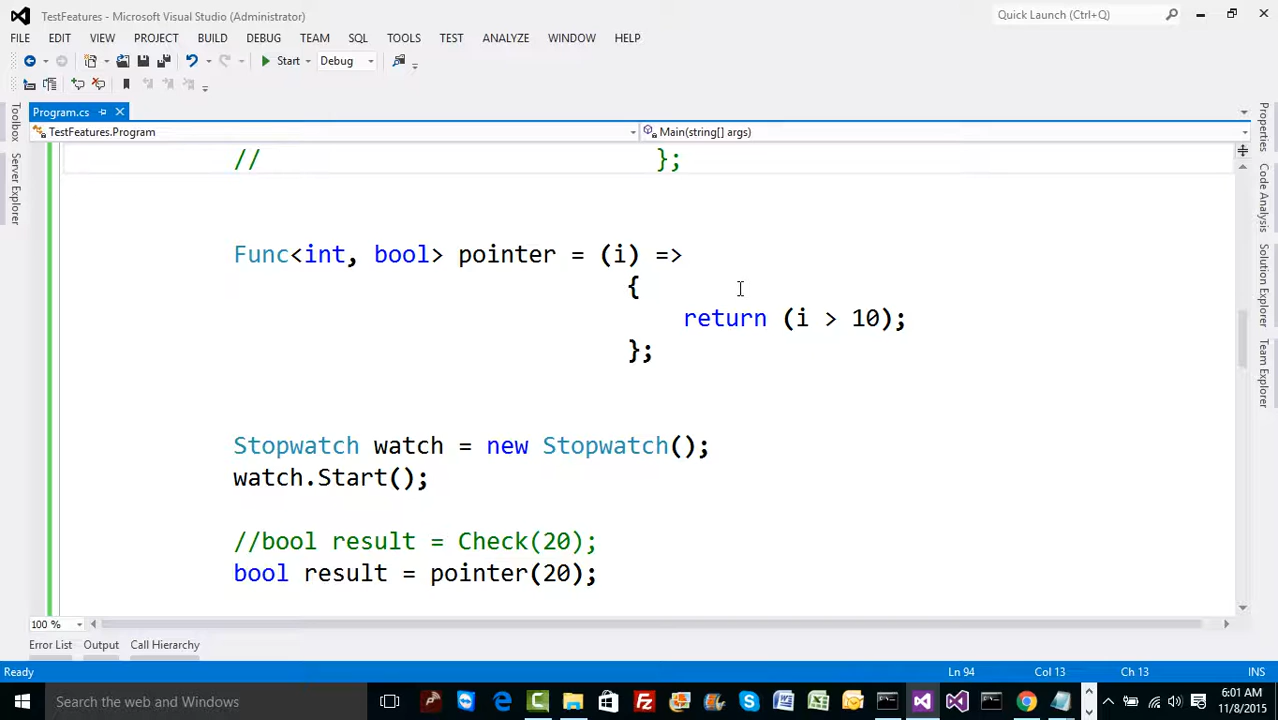 TestFeatures - Microsoft Visual Studio (Administrator)
Quick Launch (Ctrl+Q)
FILE EDIT VIEW PROJECT BUILD DEBUG TEAM SQL TOOLS TEST ANALYZE WINDOW HELP
Start Debug
Program.cs
TestFeatures.Program Main(string[] args)
Toolbox
Server Explorer
Properties
Code Analysis
Solution Explorer
Team Explorer
// };
Func<int, bool> pointer = (i) =>
{
return (i > 10);
};
Stopwatch watch = new Stopwatch();
watch.Start();
//bool result = Check(20);
bool result = pointer(20);
100 %
Error List Output Call Hierarchy
Ready Ln 94 Col 13 Ch 13 INS
Search the web and Windows
6:01 AM
11/8/2015